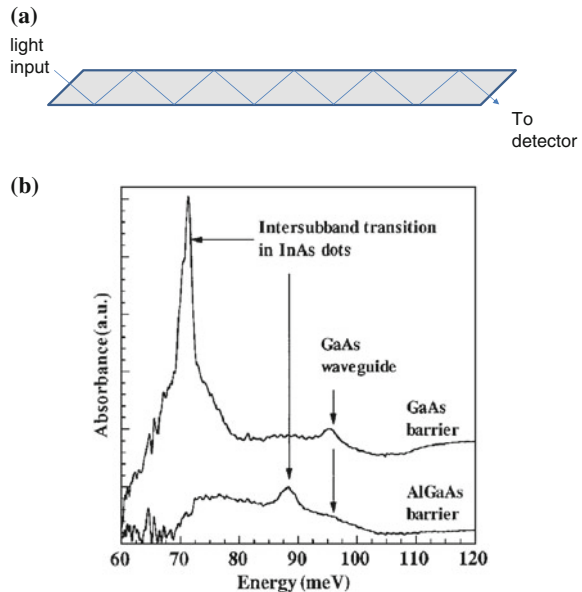 (a)
light
input
To
detector
(b)
Intersubband transition
in InAs dots
GaAs
waveguide
GaAs
barrier
AlGaAs
barrier
Absorbance(a.u.)
60 70 80 90 100 110 120
Energy (meV)